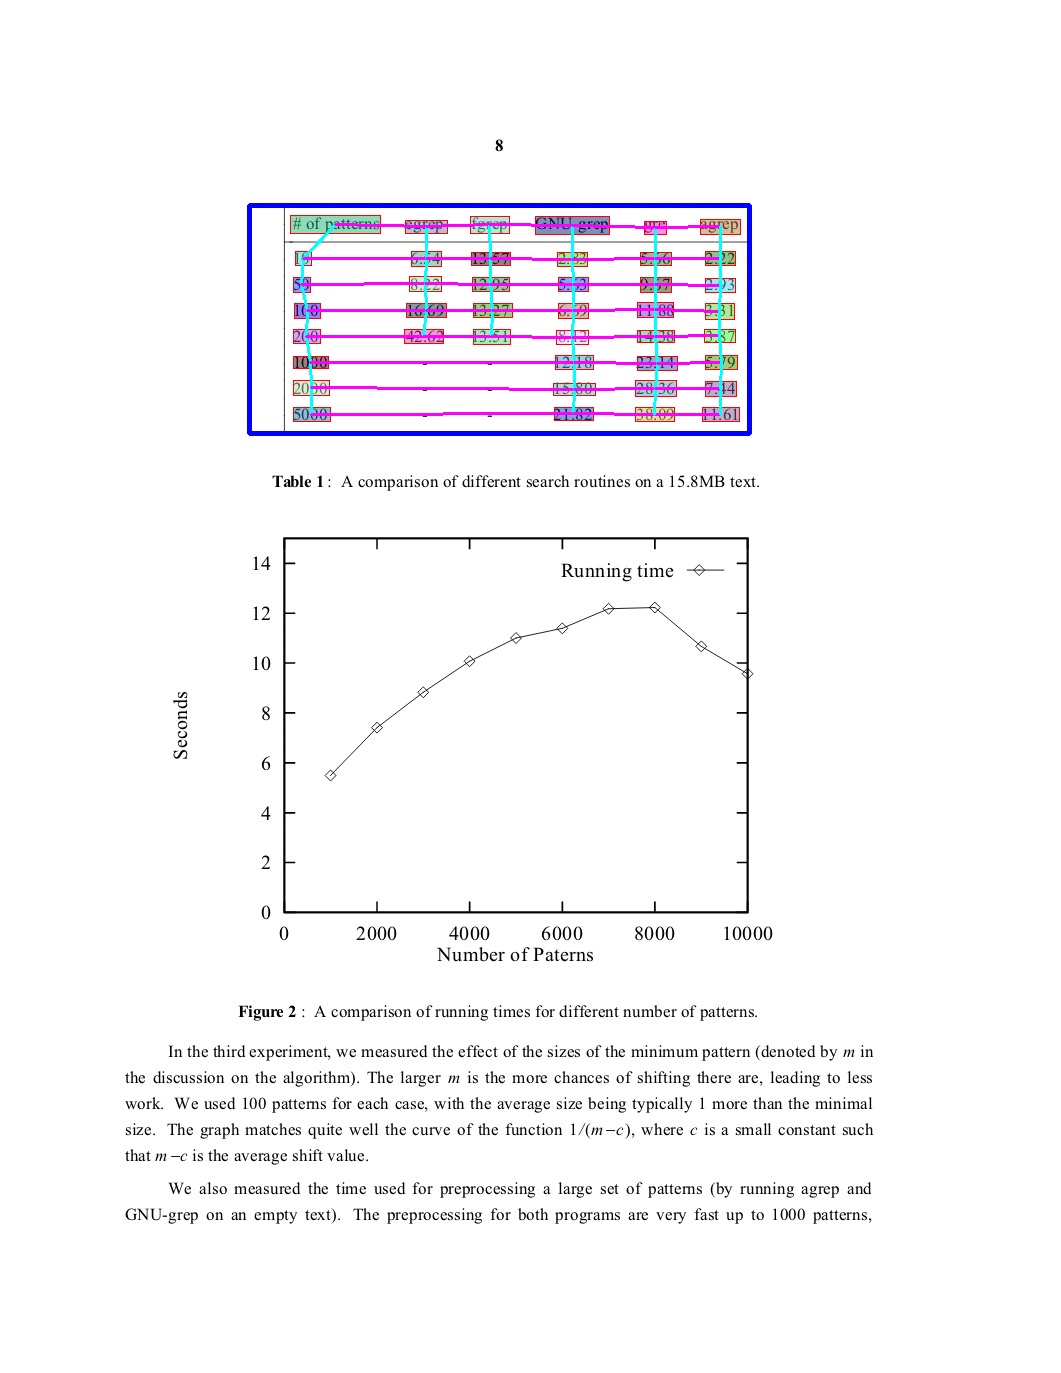 8
# of patterns egrep fgrep GNU-grep gre agrep
10 6.54 13.57 2.83 5.66 2.22
50 8.22 12.95 5.93 9.67 2.93
100 16.69 13.27 6.69 11.88 3.31
200 42.62 13.51 8.12 14.38 3.87
1000 - - 12.18 23.14 5.79
2000 - - 15.80 28.36 7.44
5000 - - 21.82 38.09 11.61
Table 1 : A comparison of different search routines on a 15.8MB text.
14
Running time
12
10
8
Seconds
6
4
2
0
0 2000 4000 6000 8000 10000
Number of Paterns
Figure 2 : A comparison of running times for different number of patterns.
In the third experiment, we measured the effect of the sizes of the minimum pattern (denoted by m in
the discussion on the algorithm). The larger m is the more chances of shifting there are, leading to less
work. We used 100 patterns for each case, with the average size being typically 1 more than the minimal
size. The graph matches quite well the curve of the function 1/(m−c), where c is a small constant such
that m −c is the average shift value.
We also measured the time used for preprocessing a large set of patterns (by running agrep and
GNU-grep on an empty text). The preprocessing for both programs are very fast up to 1000 patterns,